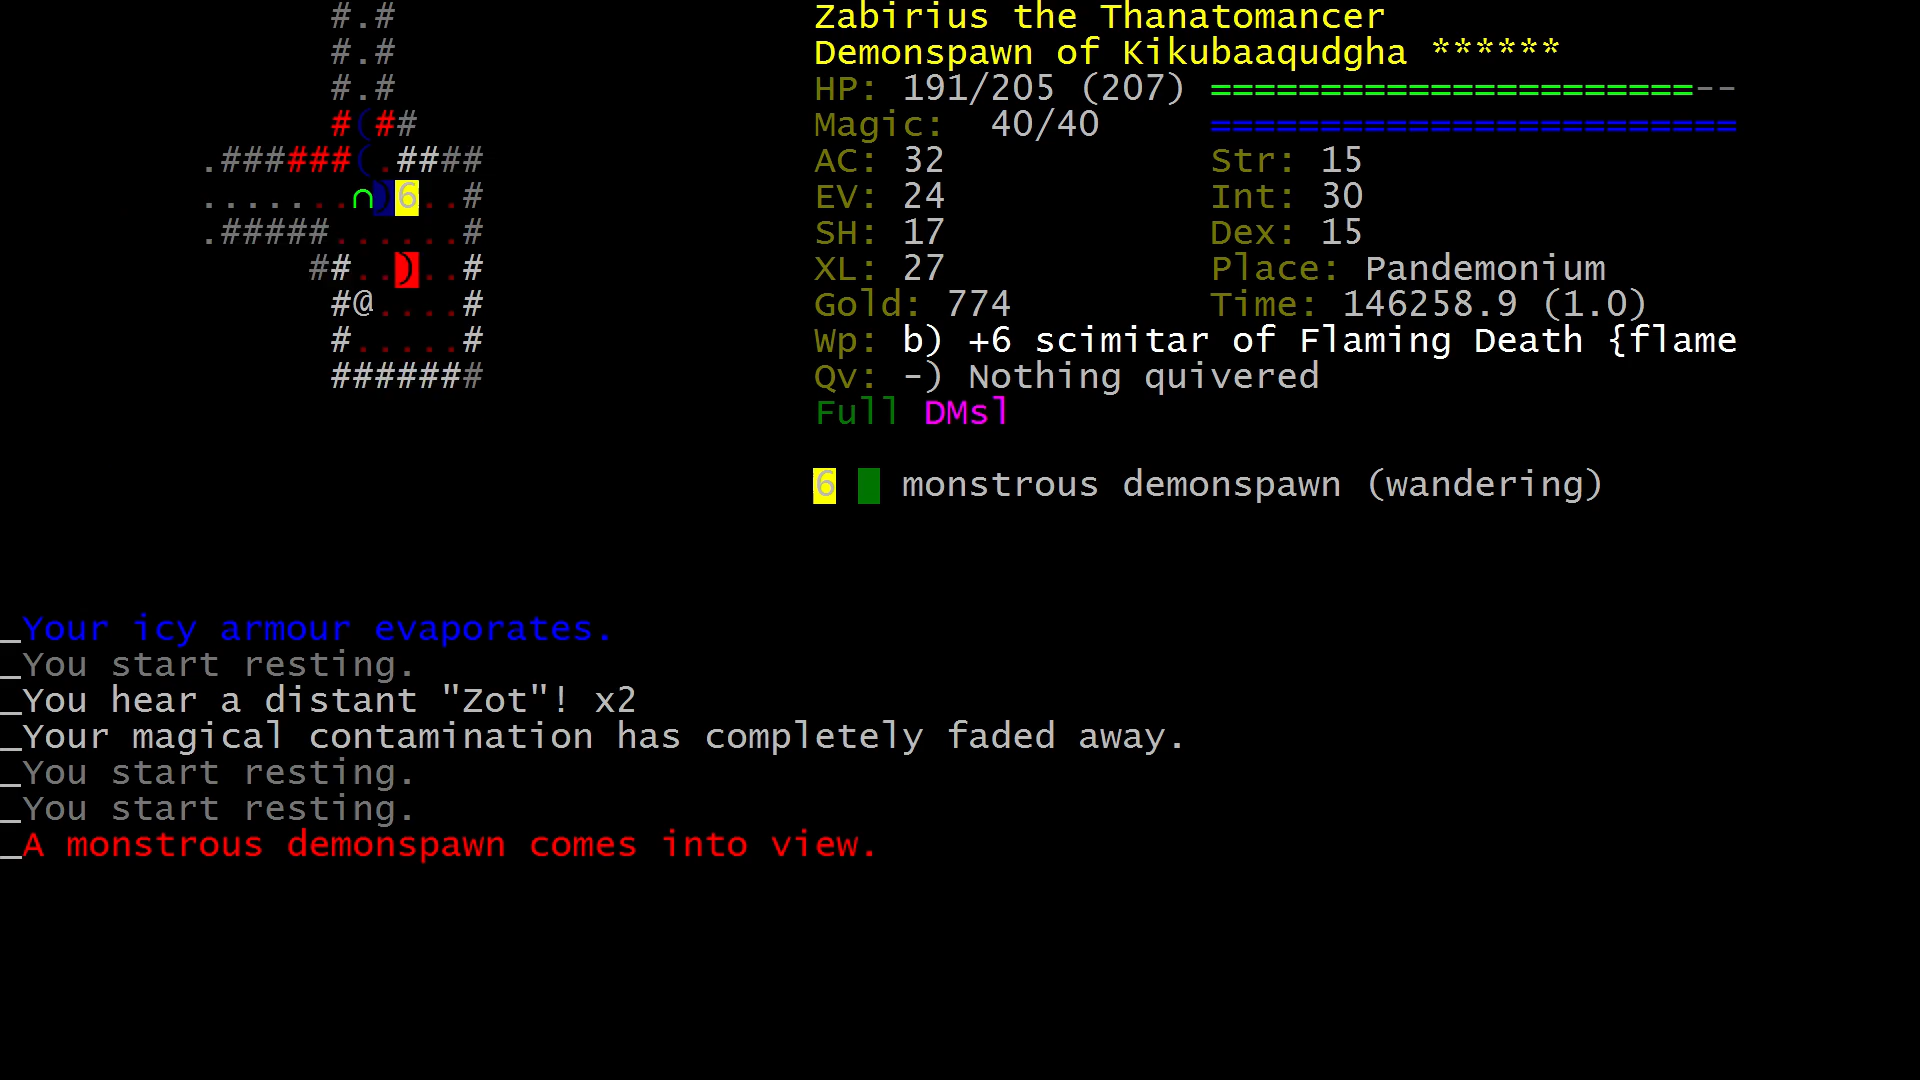 #.#
#.#
#.#
#(##
.######(.####
........∩)6..#
.#####......#
##..)..#
#@....#
#.....#
#######
Zabirius the Thanatomancer
Demonspawn of Kikubaaqudgha ******
HP: 191/205 (207) ======================--
Magic: 40/40 ========================
AC: 32 Str: 15
EV: 24 Int: 30
SH: 17 Dex: 15
XL: 27 Place: Pandemonium
Gold: 774 Time: 146258.9 (1.0)
Wp: b) +6 scimitar of Flaming Death {flame
Qv: -) Nothing quivered
Full DMsl
6 monstrous demonspawn (wandering)
_Your icy armour evaporates.
_You start resting.
_You hear a distant "Zot"! x2
_Your magical contamination has completely faded away.
_You start resting.
_You start resting.
_A monstrous demonspawn comes into view.